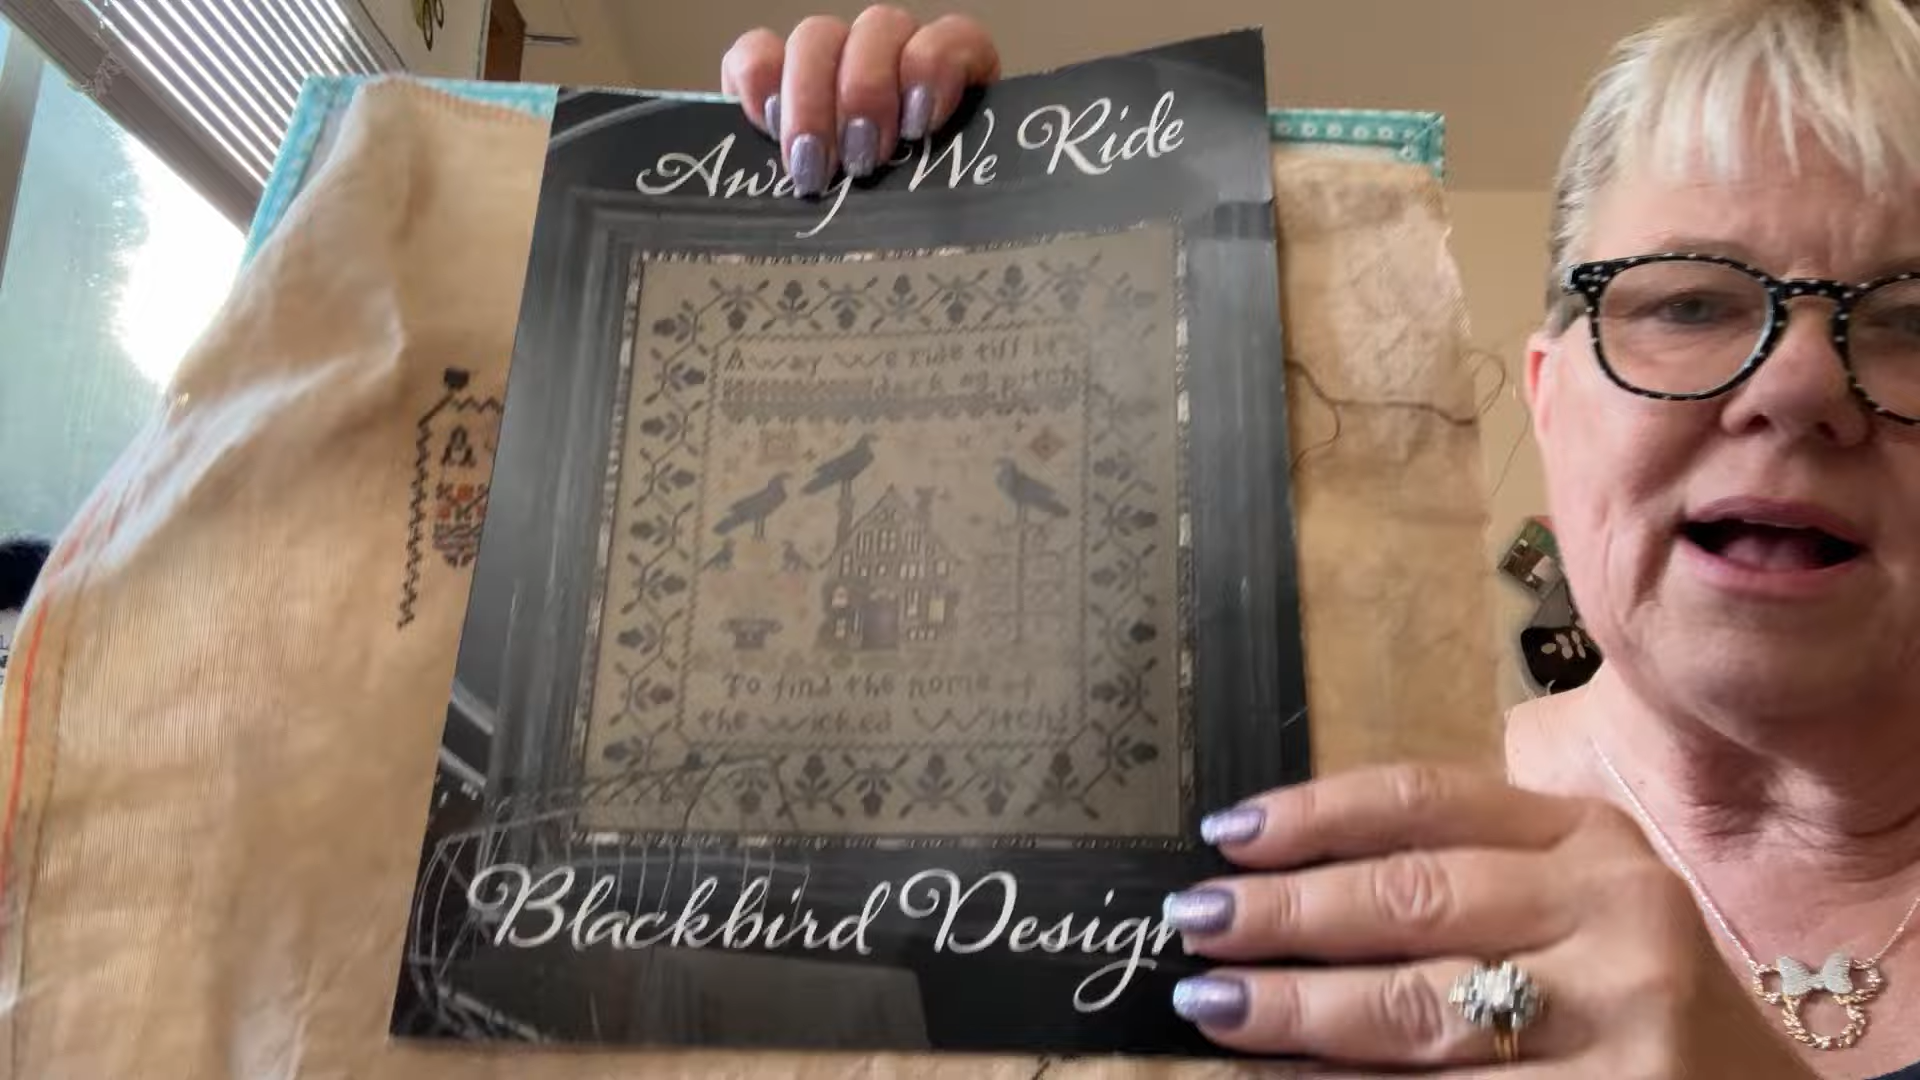 Away We Ride
Away We ride till it's
dark as pitch
To find the home of
the wicked Witch!
Blackbird Design